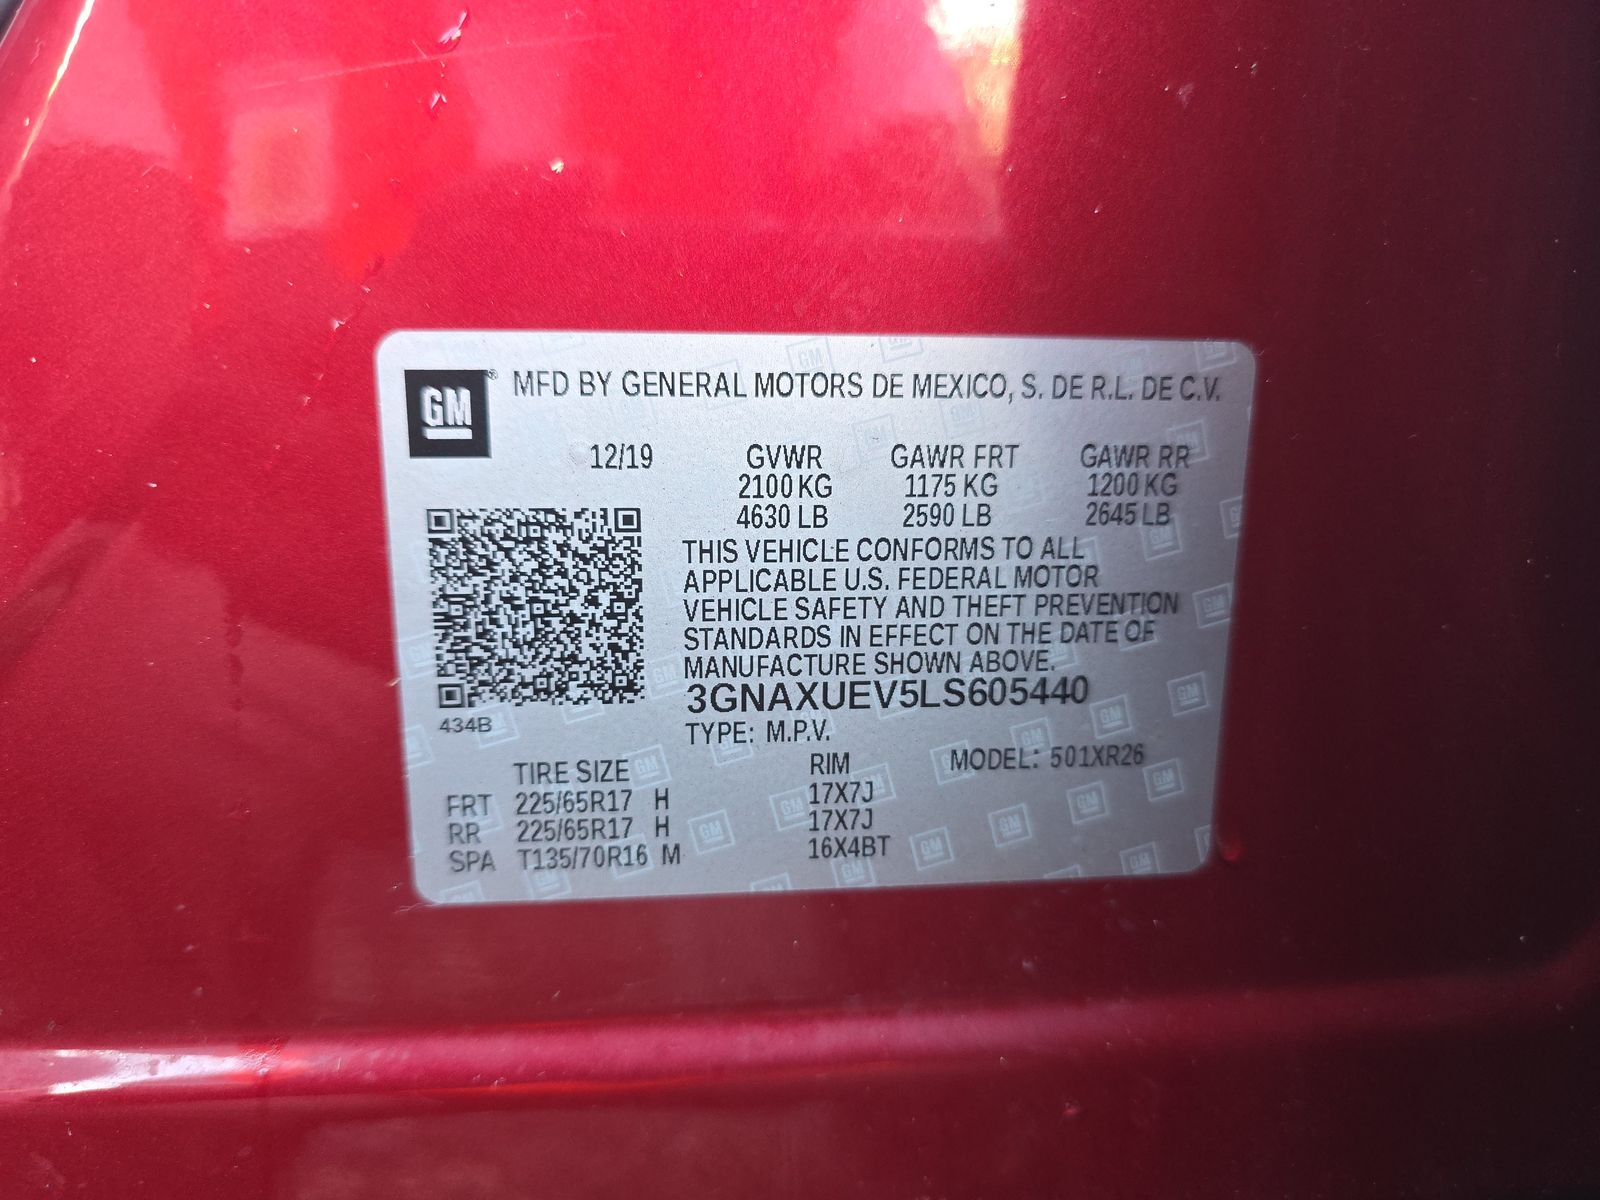 GM® MFD BY GENERAL MOTORS DE MEXICO, S. DE R.L. DE C.V.
12/19 GVWR GAWR FRT GAWR RR
2100 KG 1175 KG 1200 KG
4630 LB 2590 LB 2645 LB
THIS VEHICLE CONFORMS TO ALL
APPLICABLE U.S. FEDERAL MOTOR
VEHICLE SAFETY AND THEFT PREVENTION
STANDARDS IN EFFECT ON THE DATE OF
MANUFACTURE SHOWN ABOVE.
3GNAXUEV5LS605440
434B
TYPE: M.P.V.
TIRE SIZE RIM MODEL: 501XR26
FRT 225/65R17 H 17X7J
RR 225/65R17 H 17X7J
SPA T135/70R16 M 16X4BT